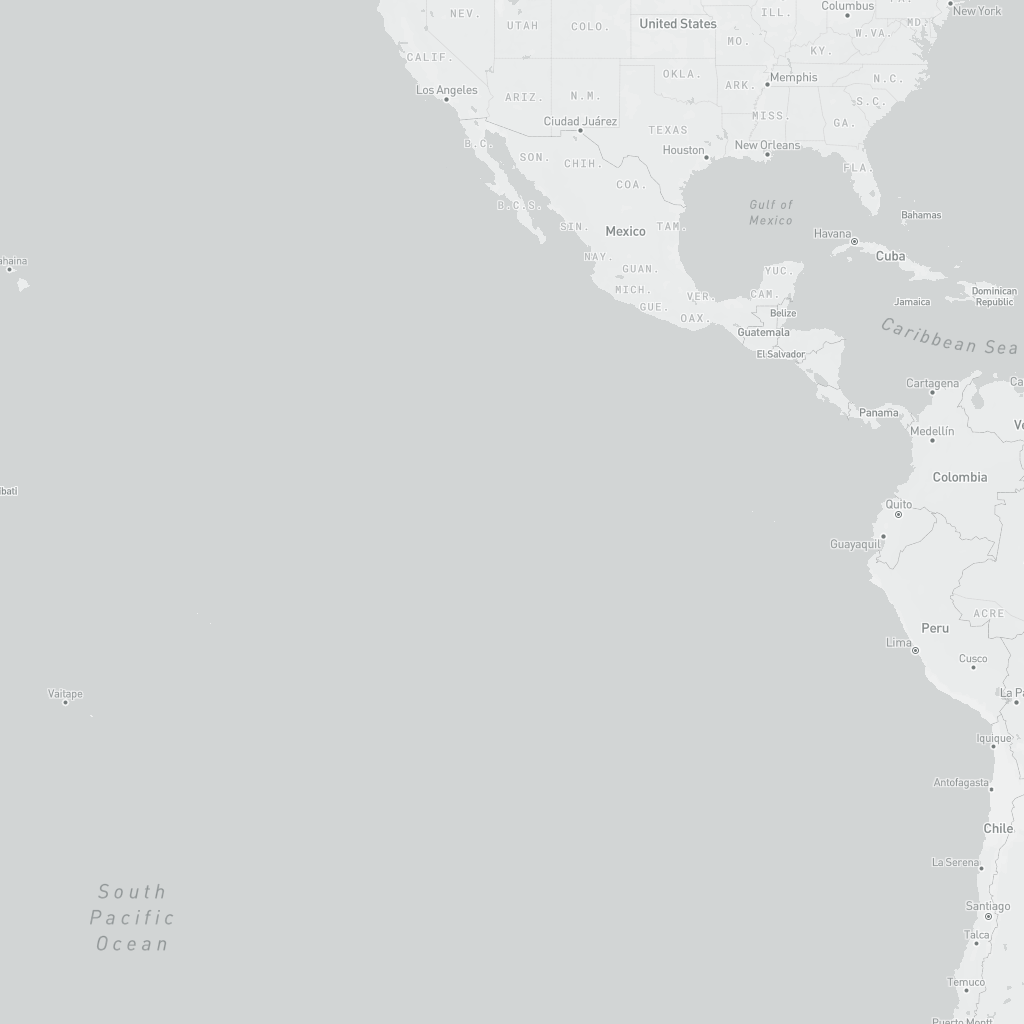 NEV.
UTAH
COLO.
United States
ILL.
Columbus
New York
MD.
W.VA.
MO.
KY.
CALIF.
OKLA.
ARK.
Memphis
N.C.
Los Angeles
ARIZ.
N.M.
S.C.
Ciudad Juárez
TEXAS
MISS.
GA.
B.C.
SON.
CHIH.
Houston
New Orleans
FLA.
COA.
B.C.S.
Gulf of
Mexico
Bahamas
SIN.
Mexico
TAM.
Havana
Cuba
ahaina
NAY.
GUAN.
YUC.
MICH.
VER.
CAM.
Dominican
Republic
Jamaica
GUE.
OAX.
Belize
Guatemala
Caribbean Sea
El Salvador
Cartagena
Ca
Panama
Ve
Medellín
Colombia
ibati
Quito
Guayaquil
ACRE
Peru
Lima
Cusco
Vaitape
La Pa
Iquique
Antofagasta
Chile
La Serena
South
Pacific
Ocean
Santiago
Talca
Temuco
Puerto Montt